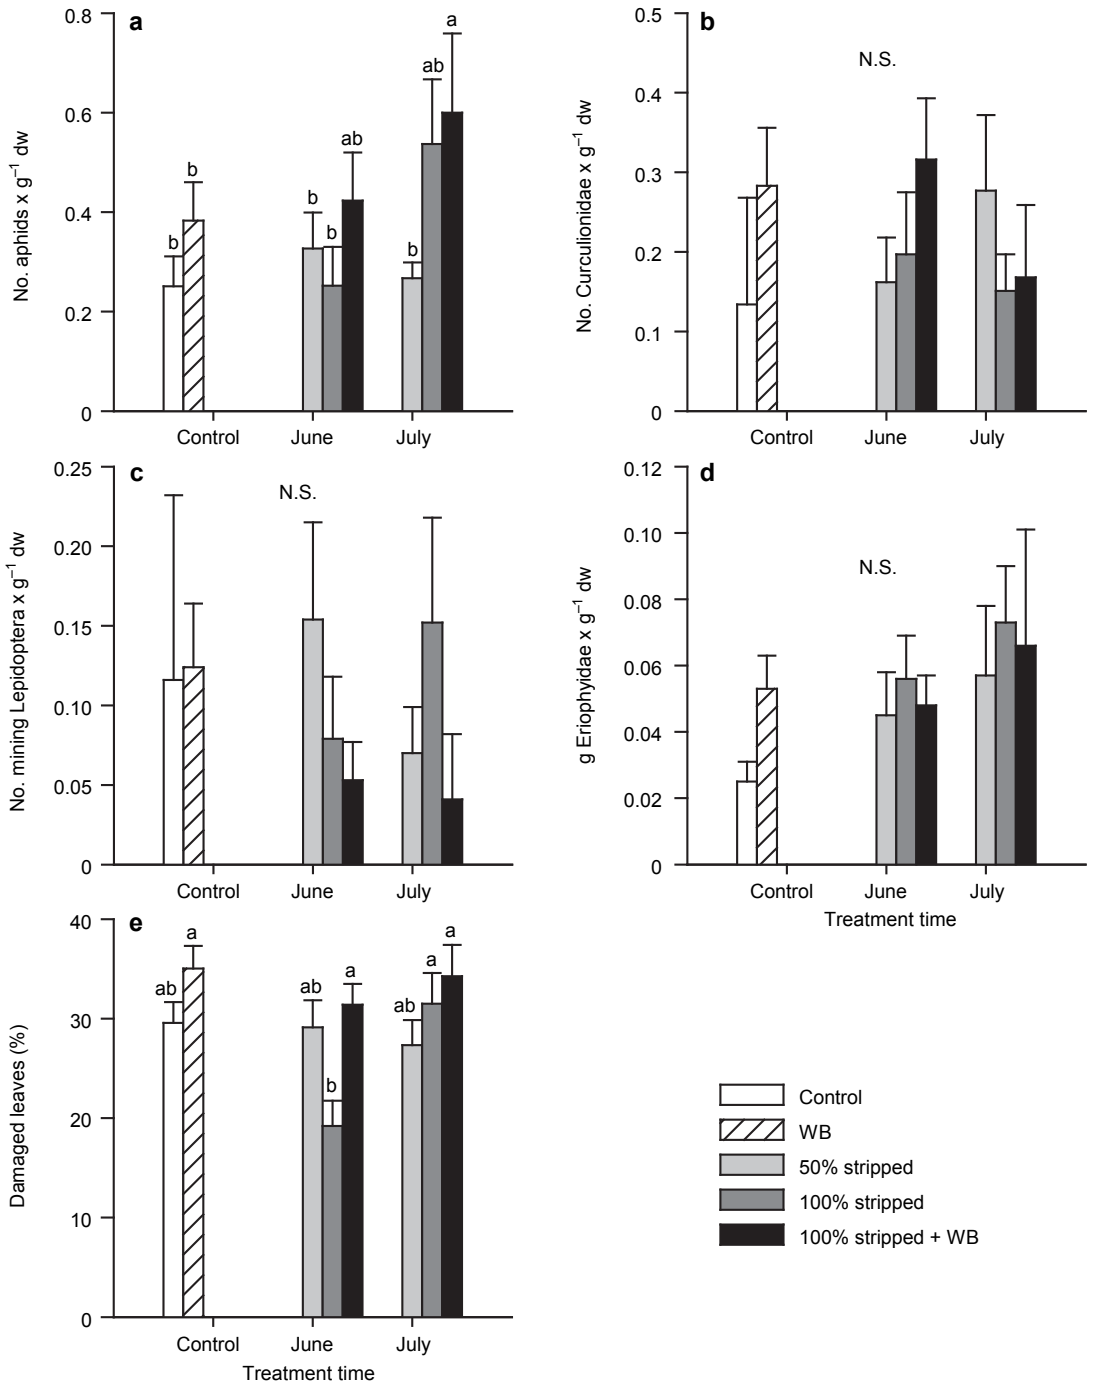 a
No. aphids x g⁻¹ dw
0.8
0.6
0.4
0.2
0
b
b
b
b
ab
b
ab
a
Control
June
July
b
No. Curculionidae x g⁻¹ dw
0.5
0.4
0.3
0.2
0.1
0
N.S.
Control
June
July
c
No. mining Lepidoptera x g⁻¹ dw
0.25
0.20
0.15
0.10
0.05
0
N.S.
Control
June
July
d
g Eriophyidae x g⁻¹ dw
0.12
0.10
0.08
0.06
0.04
0.02
0
N.S.
Control
June
July
Treatment time
e
Damaged leaves (%)
40
30
20
10
0
ab
a
ab
b
a
ab
a
a
Control
June
July
Treatment time
Control
WB
50% stripped
100% stripped
100% stripped + WB